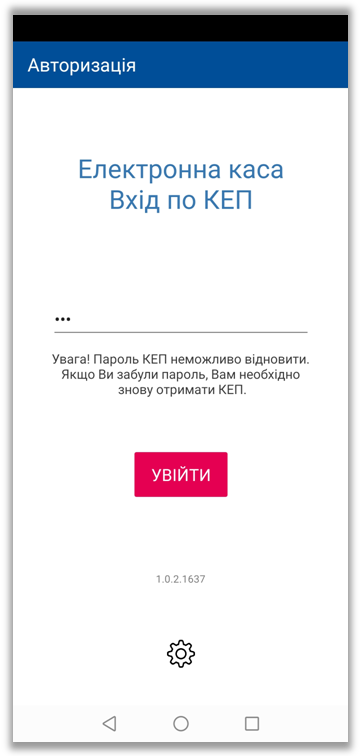 Авторизація
Електронна каса
Вхід по КЕП
•••
Увага! Пароль КЕП неможливо відновити.
Якщо Ви забули пароль, Вам необхідно
знову отримати КЕП.
УВІЙТИ
1.0.2.1637